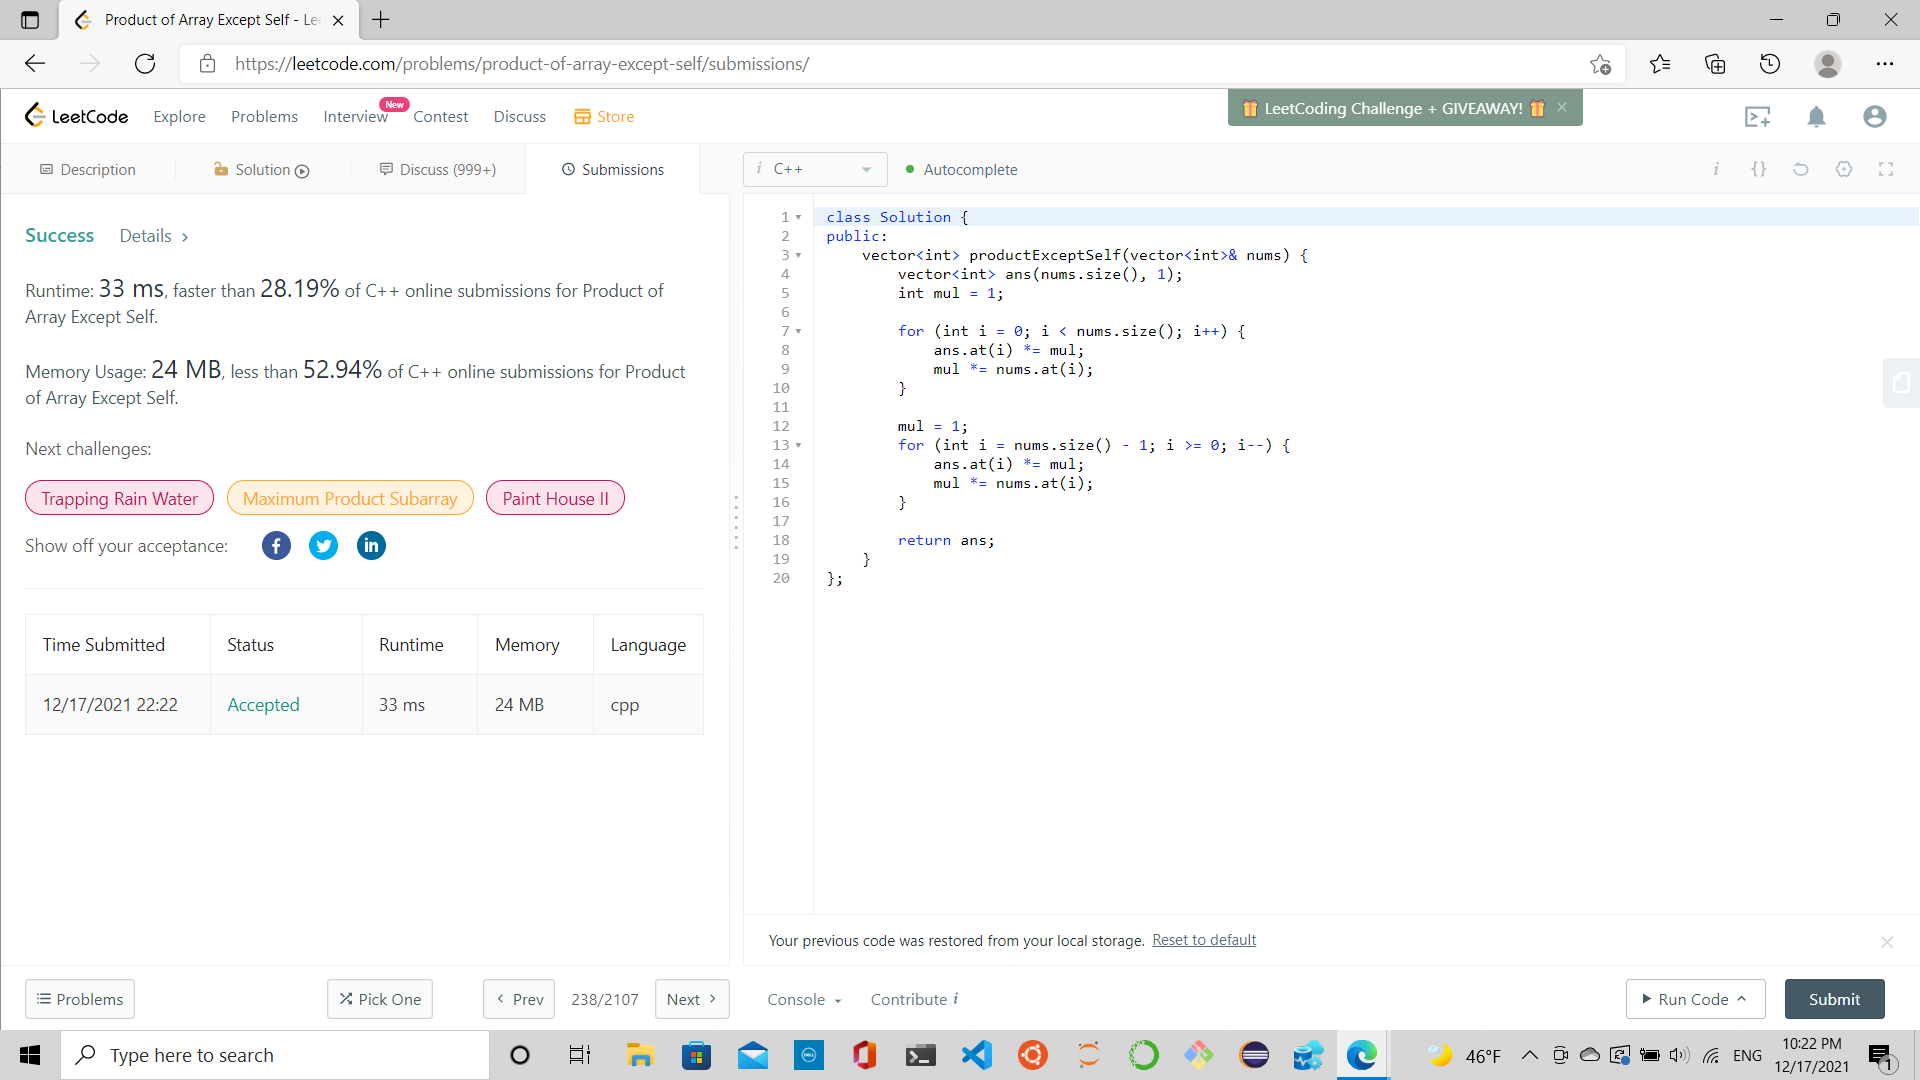 Product of Array Except Self - Le
https://leetcode.com/problems/product-of-array-except-self/submissions/
LeetCode Explore Problems Interview New Contest Discuss Store
🎁 LeetCoding Challenge + GIVEAWAY! 🎁
Description Solution Discuss (999+) Submissions
Success Details >
Runtime: 33 ms, faster than 28.19% of C++ online submissions for Product of
Array Except Self.
Memory Usage: 24 MB, less than 52.94% of C++ online submissions for Product
of Array Except Self.
Next challenges:
Trapping Rain Water Maximum Product Subarray Paint House II
Show off your acceptance:
Time Submitted Status Runtime Memory Language
12/17/2021 22:22 Accepted 33 ms 24 MB cpp
i C++ Autocomplete i {}
1 class Solution {
2 public:
3     vector<int> productExceptSelf(vector<int>& nums) {
4         vector<int> ans(nums.size(), 1);
5         int mul = 1;
6
7         for (int i = 0; i < nums.size(); i++) {
8             ans.at(i) *= mul;
9             mul *= nums.at(i);
10         }
11
12         mul = 1;
13         for (int i = nums.size() - 1; i >= 0; i--) {
14             ans.at(i) *= mul;
15             mul *= nums.at(i);
16         }
17
18         return ans;
19     }
20 };
Your previous code was restored from your local storage. Reset to default
Problems Pick One < Prev 238/2107 Next > Console Contribute i Run Code Submit
Type here to search
DELL
46°F ENG
10:22 PM
12/17/2021
1